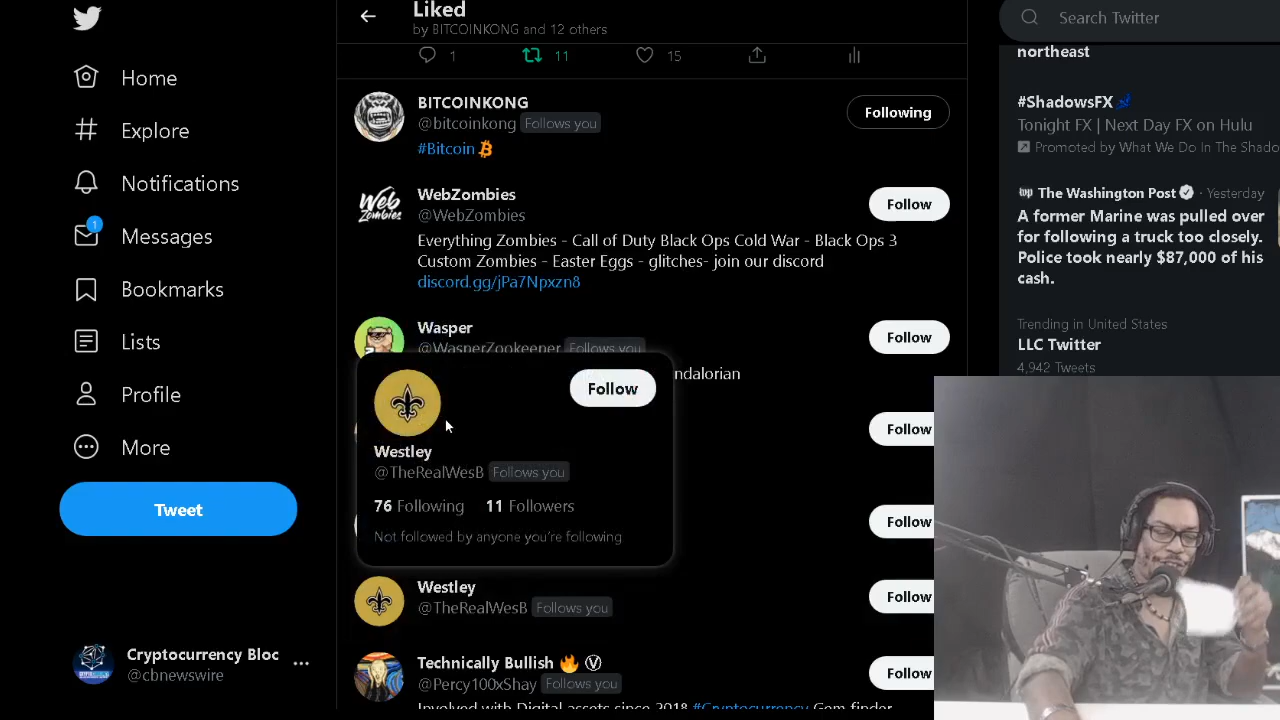 Liked
by BITCOINKONG and 12 others
Search Twitter
Home
Explore
Notifications
1
Messages
Bookmarks
Lists
Profile
More
Tweet
Cryptocurrency Bloc
@cbnewswire
1 11 15
BITCOINKONG
@bitcoinkong Follows you
#Bitcoin
Following
Web
Zombies
WebZombies
@WebZombies
Everything Zombies - Call of Duty Black Ops Cold War - Black Ops 3
Custom Zombies - Easter Eggs - glitches- join our discord
discord.gg/jPa7Npxzn8
Follow
Wasper
@WasperZookeeper Follows you
ndalorian
Follow
Follow
Westley
@TheRealWesB Follows you
76 Following 11 Followers
Not followed by anyone you're following
Follow
Follow
Westley
@TheRealWesB Follows you
Follow
Technically Bullish
@Percy100xShay Follows you
Involved with Digital assets since 2018 #Cryptocurrency Gem finder
Follow
northeast
#ShadowsFX
Tonight FX | Next Day FX on Hulu
Promoted by What We Do In The Shado
wp The Washington Post · Yesterday
A former Marine was pulled over
for following a truck too closely.
Police took nearly $87,000 of his
cash.
Trending in United States
LLC Twitter
4,942 Tweets